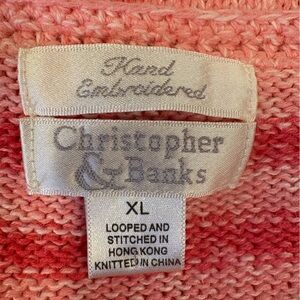 Hand
Embroidered
Christopher
& Banks
XL
LOOPED AND
STITCHED IN
HONG KONG
KNITTED IN CHINA